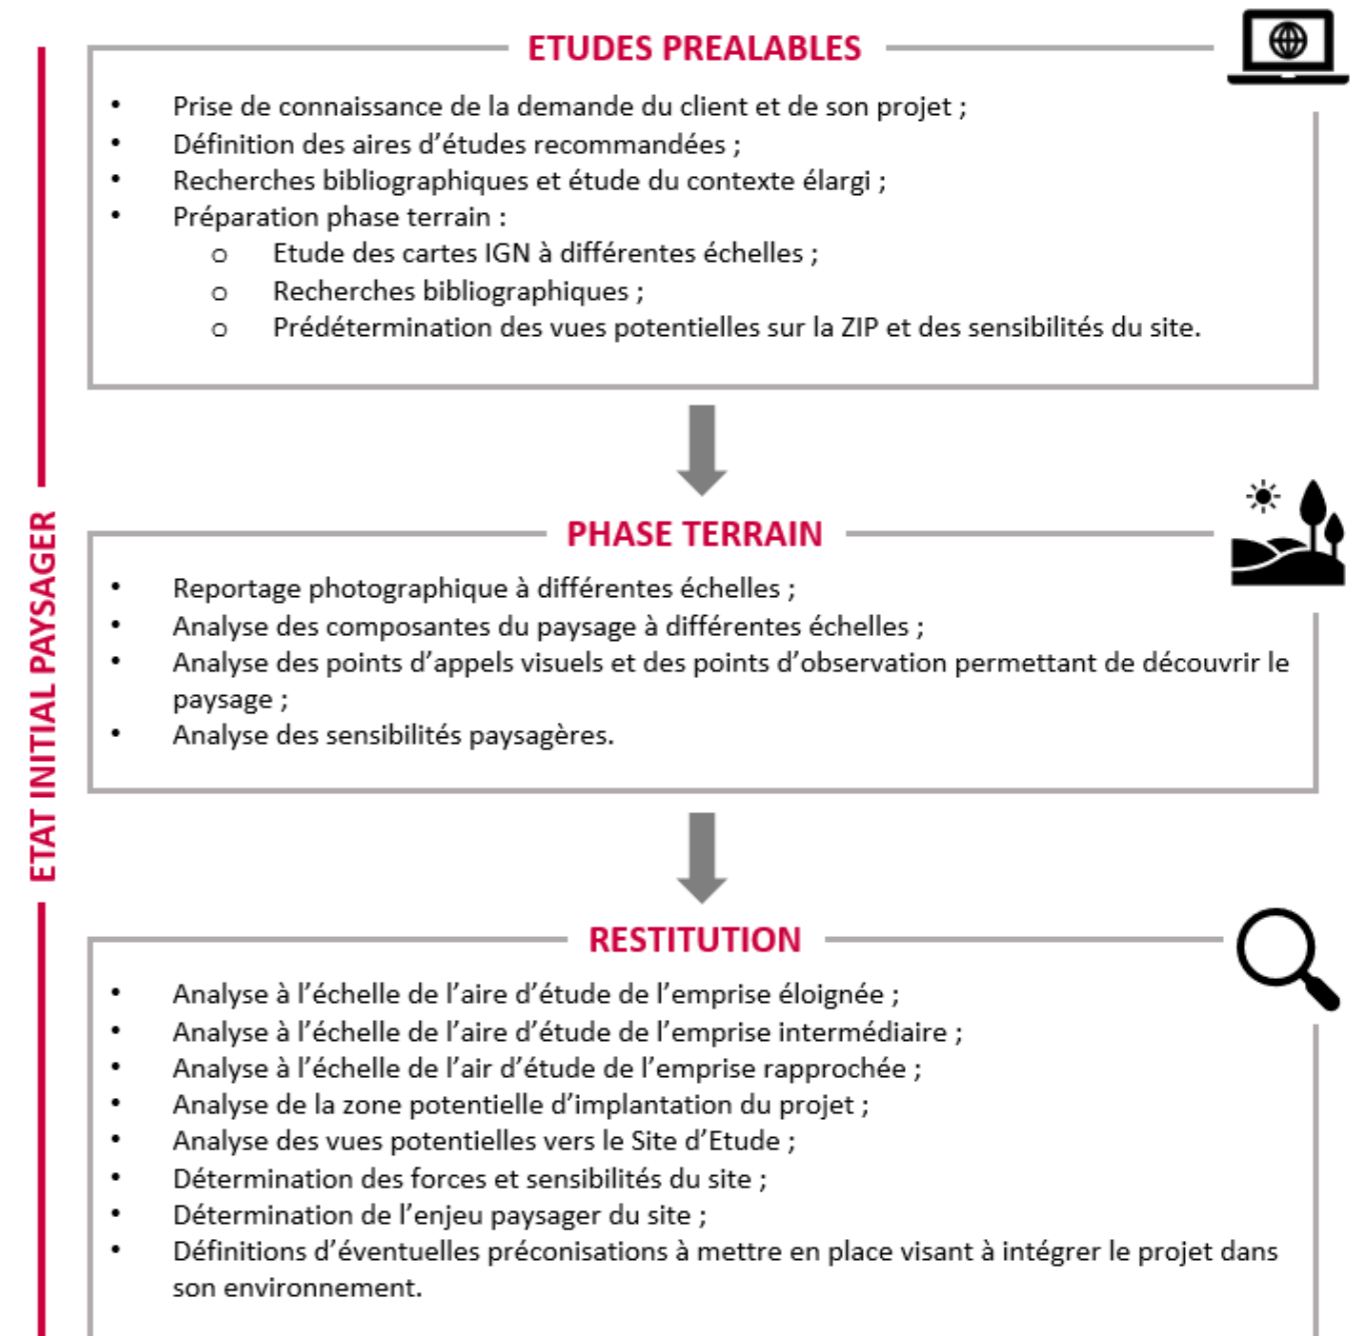 ETUDES PREALABLES
• Prise de connaissance de la demande du client et de son projet ;
• Définition des aires d'études recommandées ;
• Recherches bibliographiques et étude du contexte élargi ;
• Préparation phase terrain :
o Etude des cartes IGN à différentes échelles ;
o Recherches bibliographiques ;
o Prédétermination des vues potentielles sur la ZIP et des sensibilités du site.
ETAT INITIAL PAYSAGER
PHASE TERRAIN
• Reportage photographique à différentes échelles ;
• Analyse des composantes du paysage à différentes échelles ;
• Analyse des points d'appels visuels et des points d'observation permettant de découvrir le
paysage ;
• Analyse des sensibilités paysagères.
RESTITUTION
• Analyse à l'échelle de l'aire d'étude de l'emprise éloignée ;
• Analyse à l'échelle de l'aire d'étude de l'emprise intermédiaire ;
• Analyse à l'échelle de l'air d'étude de l'emprise rapprochée ;
• Analyse de la zone potentielle d'implantation du projet ;
• Analyse des vues potentielles vers le Site d'Etude ;
• Détermination des forces et sensibilités du site ;
• Détermination de l'enjeu paysager du site ;
• Définitions d'éventuelles préconisations à mettre en place visant à intégrer le projet dans
son environnement.